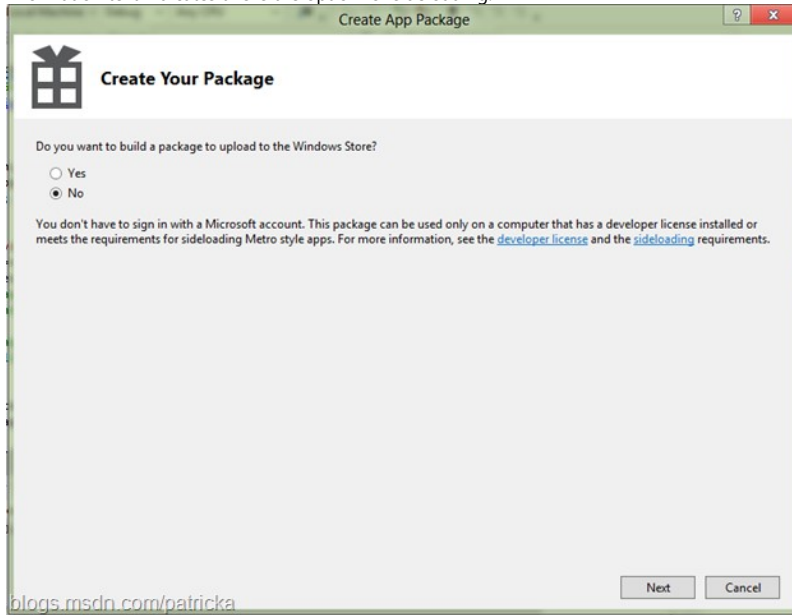 Create App Package
Create Your Package
Do you want to build a package to upload to the Windows Store?
Yes
No
You don't have to sign in with a Microsoft account. This package can be used only on a computer that has a developer license installed or
meets the requirements for sideloading Metro style apps. For more information, see the developer license and the sideloading requirements.
Next
Cancel
blogs.msdn.com/patricka